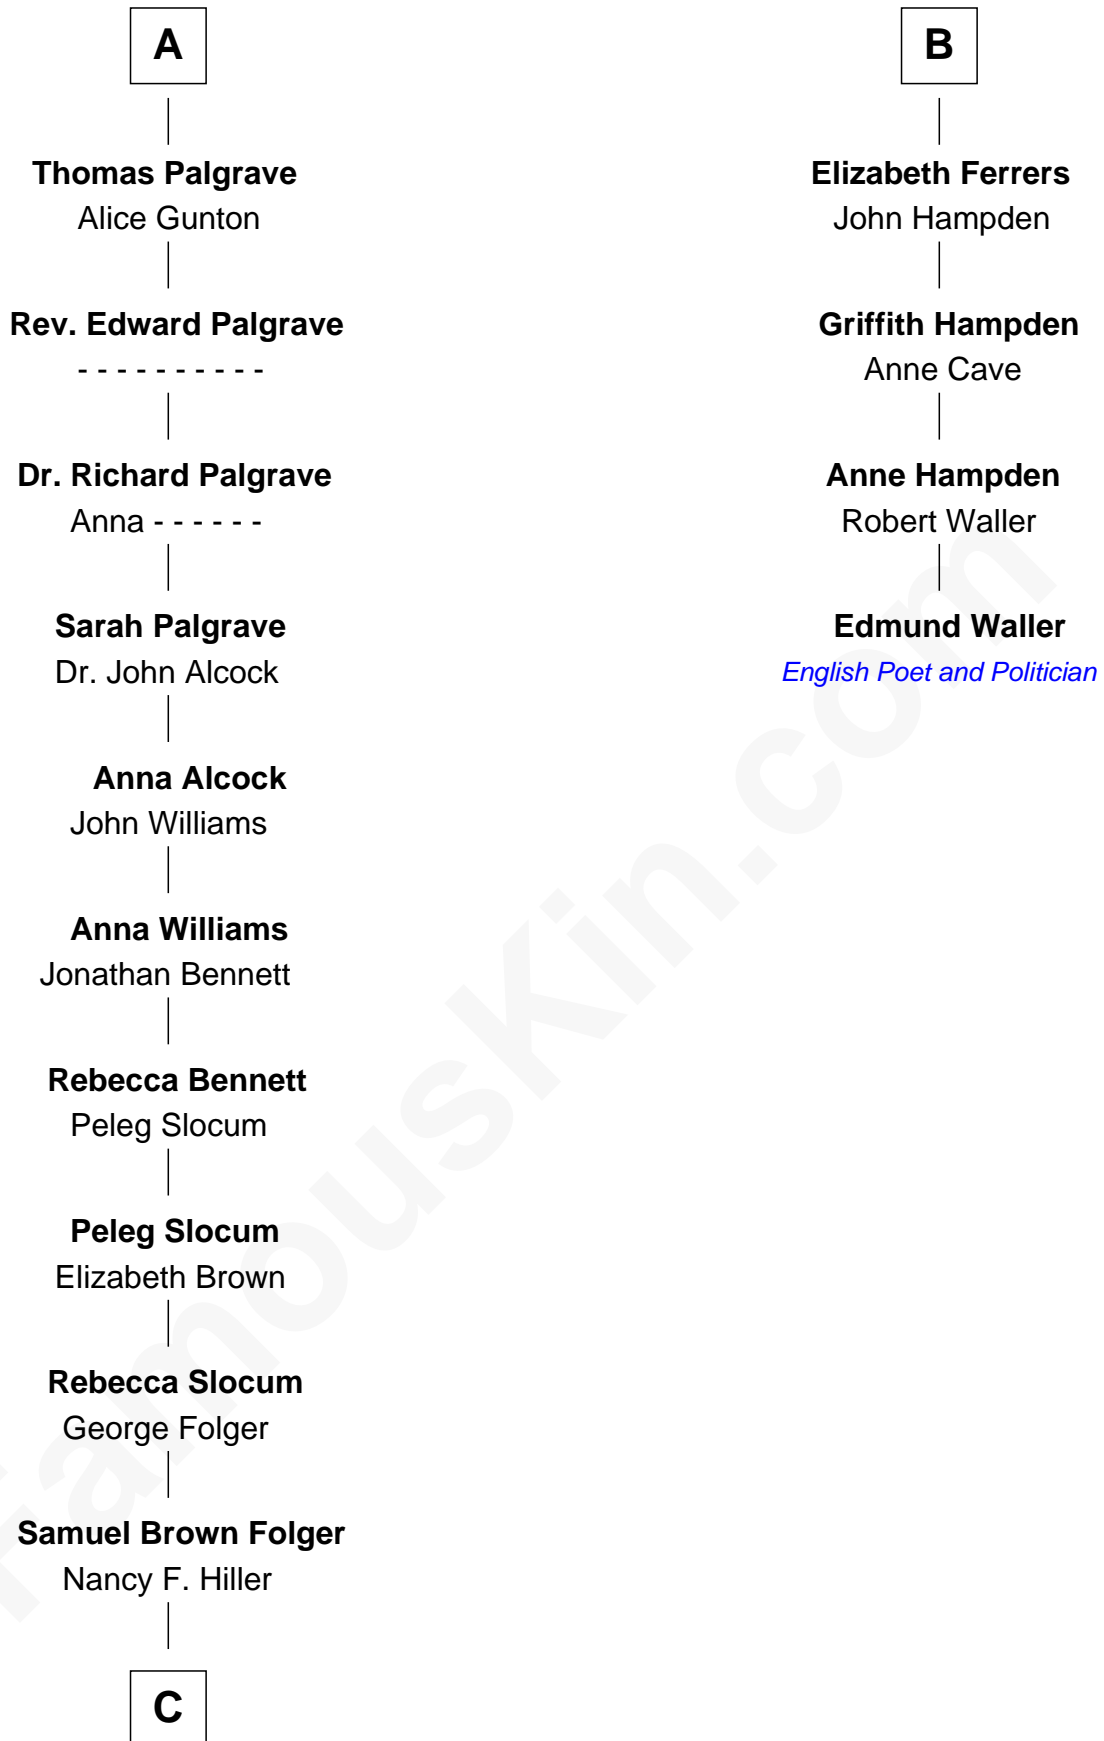 A
Thomas Palgrave
Alice Gunton
Rev. Edward Palgrave
- - - - - - - - - -
Dr. Richard Palgrave
Anna - - - - - -
Sarah Palgrave
Dr. John Alcock
Anna Alcock
John Williams
Anna Williams
Jonathan Bennett
Rebecca Bennett
Peleg Slocum
Peleg Slocum
Elizabeth Brown
Rebecca Slocum
George Folger
Samuel Brown Folger
Nancy F. Hiller
C
B
Elizabeth Ferrers
John Hampden
Griffith Hampden
Anne Cave
Anne Hampden
Robert Waller
Edmund Waller
English Poet and Politician
FamousKin.com